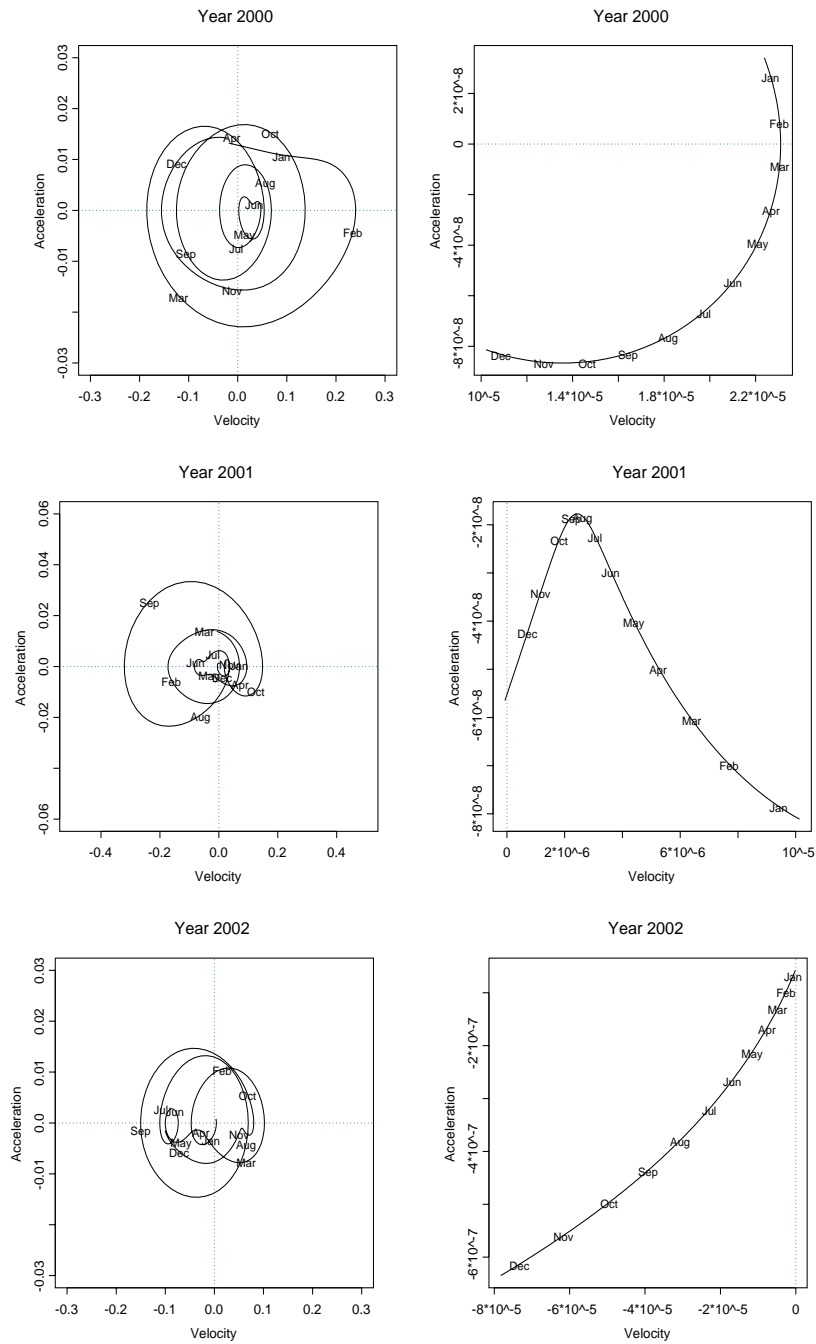 Year 2000
Acceleration
0.03
0.02
0.01
0.0
-0.01
-0.03
Apr
Oct
Jan
Dec
Aug
Jun
Feb
May
Jul
Sep
Nov
Mar
-0.3
-0.2
-0.1
0.0
0.1
0.2
0.3
Velocity
Year 2000
Acceleration
2*10^-8
0
-4*10^-8
-8*10^-8
Jan
Feb
Mar
Apr
May
Jun
Jul
Aug
Sep
Oct
Nov
Dec
10^-5
1.4*10^-5
1.8*10^-5
2.2*10^-5
Velocity
Year 2001
Acceleration
0.06
0.04
0.02
0.0
-0.02
-0.06
Sep
Mar
Jul
Jun
Nov
Jan
May
Dec
Feb
Apr
Oct
Aug
-0.4
-0.2
0.0
0.2
0.4
Velocity
Year 2001
Acceleration
-2*10^-8
-4*10^-8
-6*10^-8
-8*10^-8
Sep
Aug
Oct
Jul
Jun
Nov
Dec
May
Apr
Mar
Feb
Jan
0
2*10^-6
6*10^-6
10^-5
Velocity
Year 2002
Acceleration
0.03
0.02
0.01
0.0
-0.01
-0.03
Feb
Oct
Jul
Jun
Sep
Apr
Nov
Jan
May
Aug
Dec
Mar
-0.3
-0.2
-0.1
0.0
0.1
0.2
0.3
Velocity
Year 2002
Acceleration
-2*10^-7
-4*10^-7
-6*10^-7
Jan
Feb
Mar
Apr
May
Jun
Jul
Aug
Sep
Oct
Nov
Dec
-8*10^-5
-6*10^-5
-4*10^-5
-2*10^-5
0
Velocity